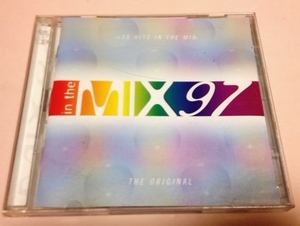 HITS IN THE MIX
in the MIX 97
THE ORIGINAL